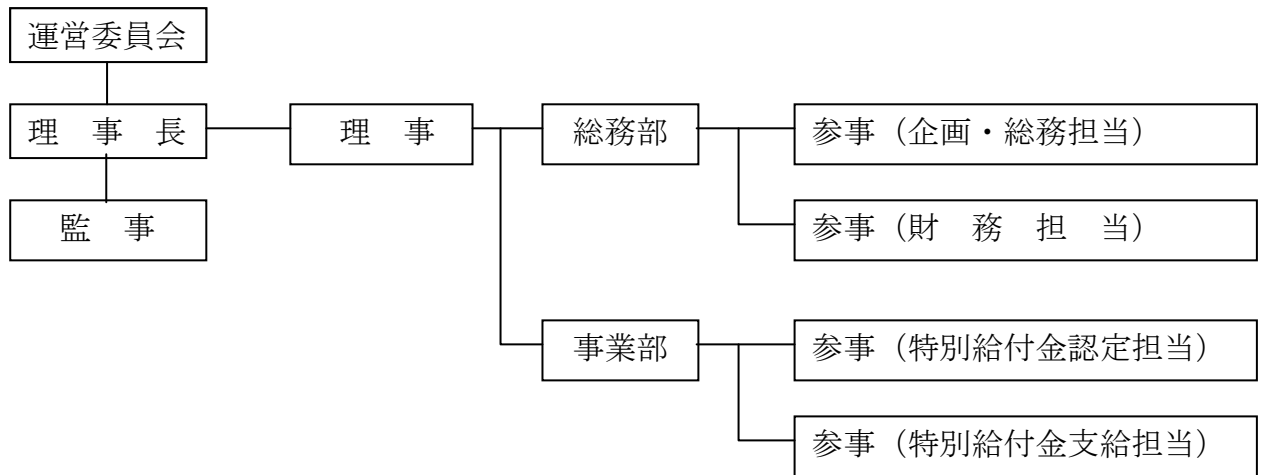 運営委員会
理　事　長
理　事
総務部
参事（企画・総務担当）
監　事
参事（財　務　担　当）
事業部
参事（特別給付金認定担当）
参事（特別給付金支給担当）